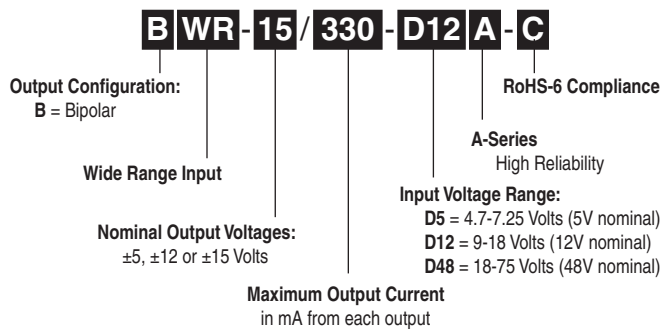 B WR - 15 / 330 - D12 A - C
Output Configuration:
B = Bipolar
RoHS-6 Compliance
A-Series
High Reliability
Wide Range Input
Input Voltage Range:
D5 = 4.7-7.25 Volts (5V nominal)
D12 = 9-18 Volts (12V nominal)
D48 = 18-75 Volts (48V nominal)
Nominal Output Voltages:
±5, ±12 or ±15 Volts
Maximum Output Current
in mA from each output